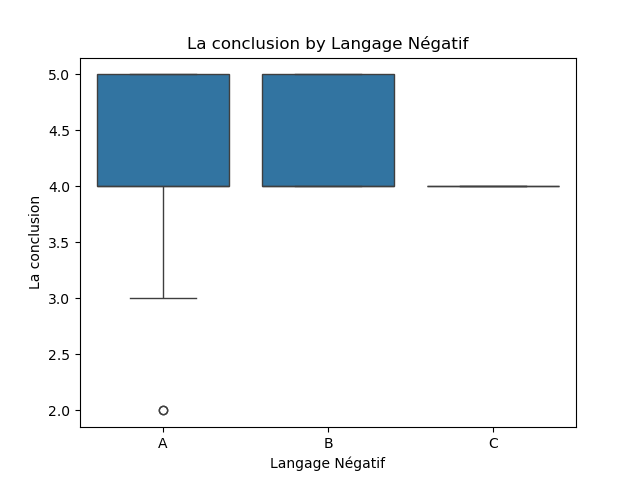 La conclusion by Langage Négatif
La conclusion
5.0
4.5
4.0
3.5
3.0
2.5
2.0
A B C
Langage Négatif